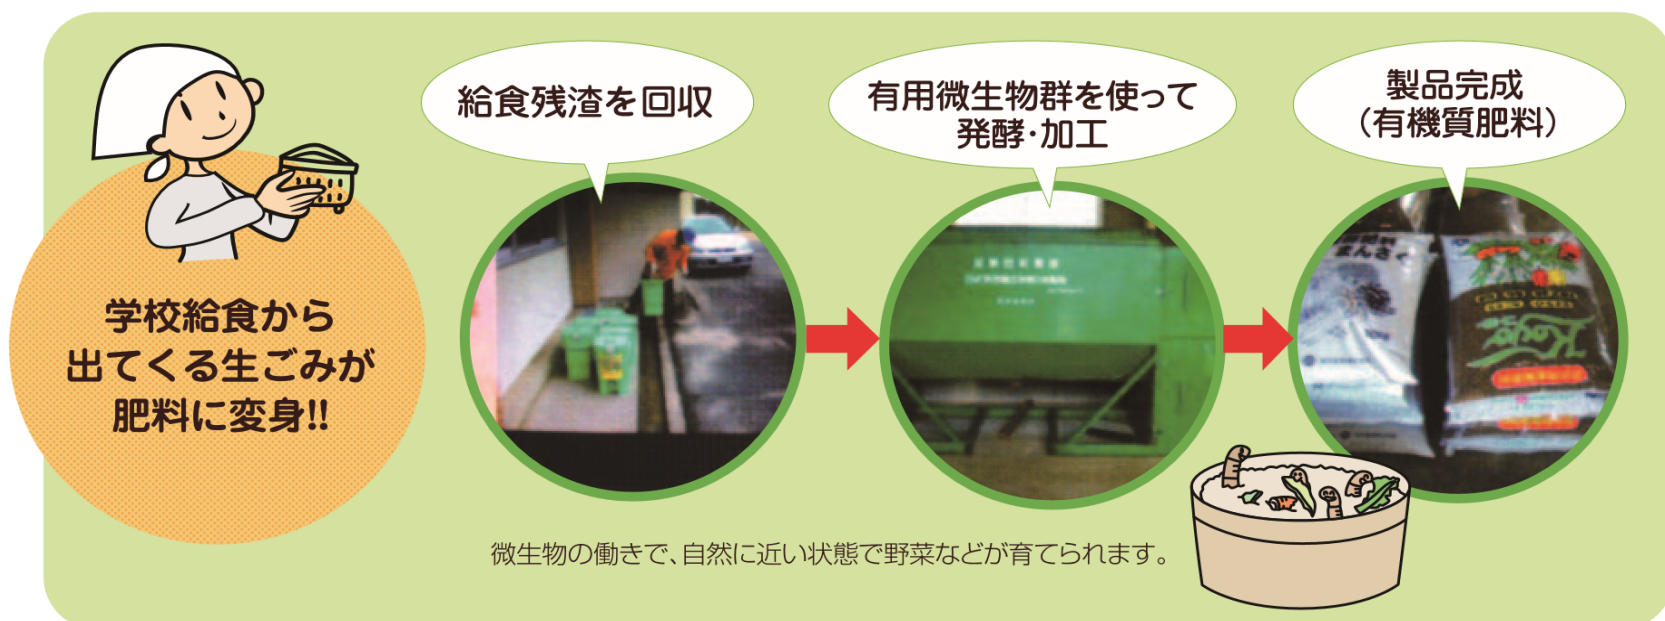 給食残渣を回収
有用微生物群を使って
発酵・加工
製品完成
（有機質肥料）
学校給食から
出てくる生ごみが
肥料に変身!!
微生物の働きで、自然に近い状態で野菜などが育てられます。